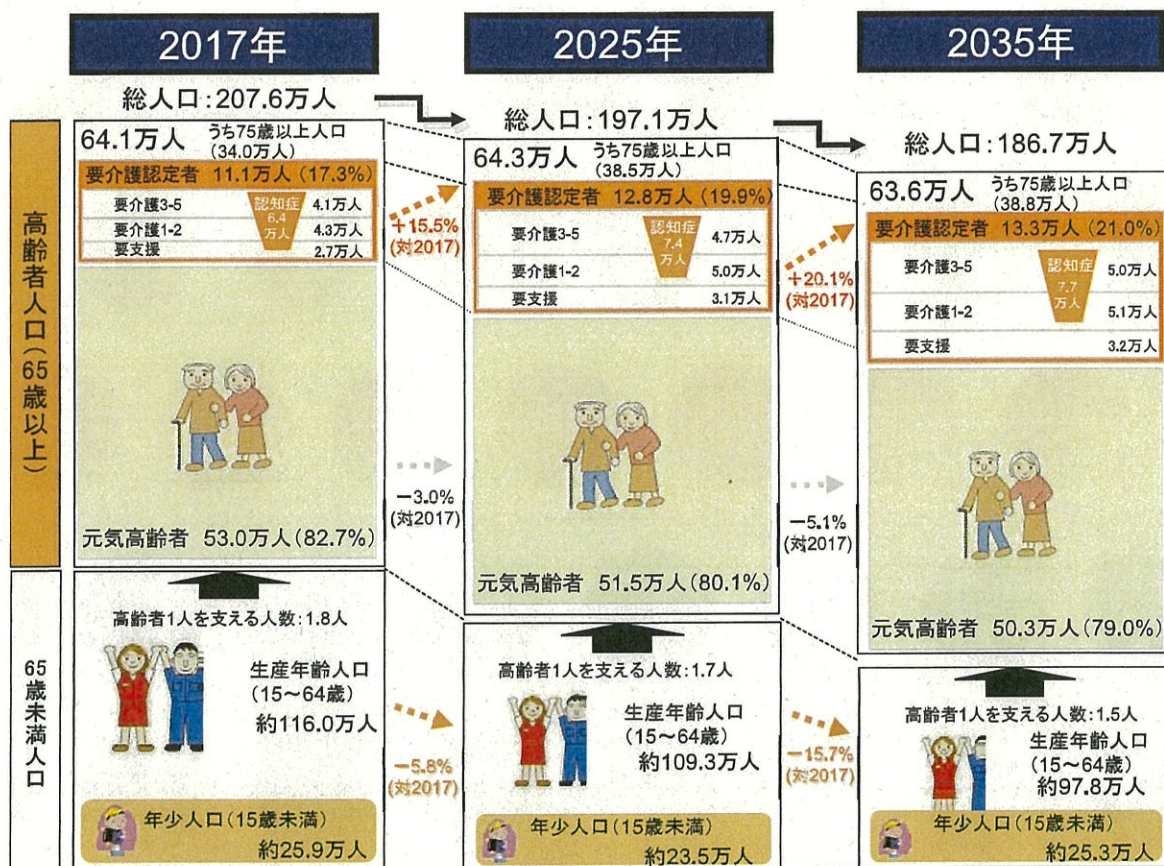 2017年
2025年
2035年
総人口:207.6万人
総人口:197.1万人
総人口:186.7万人
高齢者人口(65歳以上)
64.1万人 うち75歳以上人口
(34.0万人)
要介護認定者 11.1万人(17.3%)
要介護3-5 4.1万人
要介護1-2 4.3万人
要支援 2.7万人
認知症
6.4
万人
元気高齢者 53.0万人(82.7%)
+15.5%
(対2017)
−3.0%
(対2017)
64.3万人 うち75歳以上人口
(38.5万人)
要介護認定者 12.8万人(19.9%)
要介護3-5 4.7万人
要介護1-2 5.0万人
要支援 3.1万人
認知症
7.4
万人
元気高齢者 51.5万人(80.1%)
+20.1%
(対2017)
−5.1%
(対2017)
63.6万人 うち75歳以上人口
(38.8万人)
要介護認定者 13.3万人(21.0%)
要介護3-5 5.0万人
要介護1-2 5.1万人
要支援 3.2万人
認知症
7.7
万人
元気高齢者 50.3万人(79.0%)
65歳未満人口
高齢者1人を支える人数:1.8人
生産年齢人口
(15~64歳)
約116.0万人
年少人口(15歳未満)
約25.9万人
−5.8%
(対2017)
高齢者1人を支える人数:1.7人
生産年齢人口
(15~64歳)
約109.3万人
年少人口(15歳未満)
約23.5万人
−15.7%
(対2017)
高齢者1人を支える人数:1.5人
生産年齢人口
(15~64歳)
約97.8万人
年少人口(15歳未満)
約25.3万人